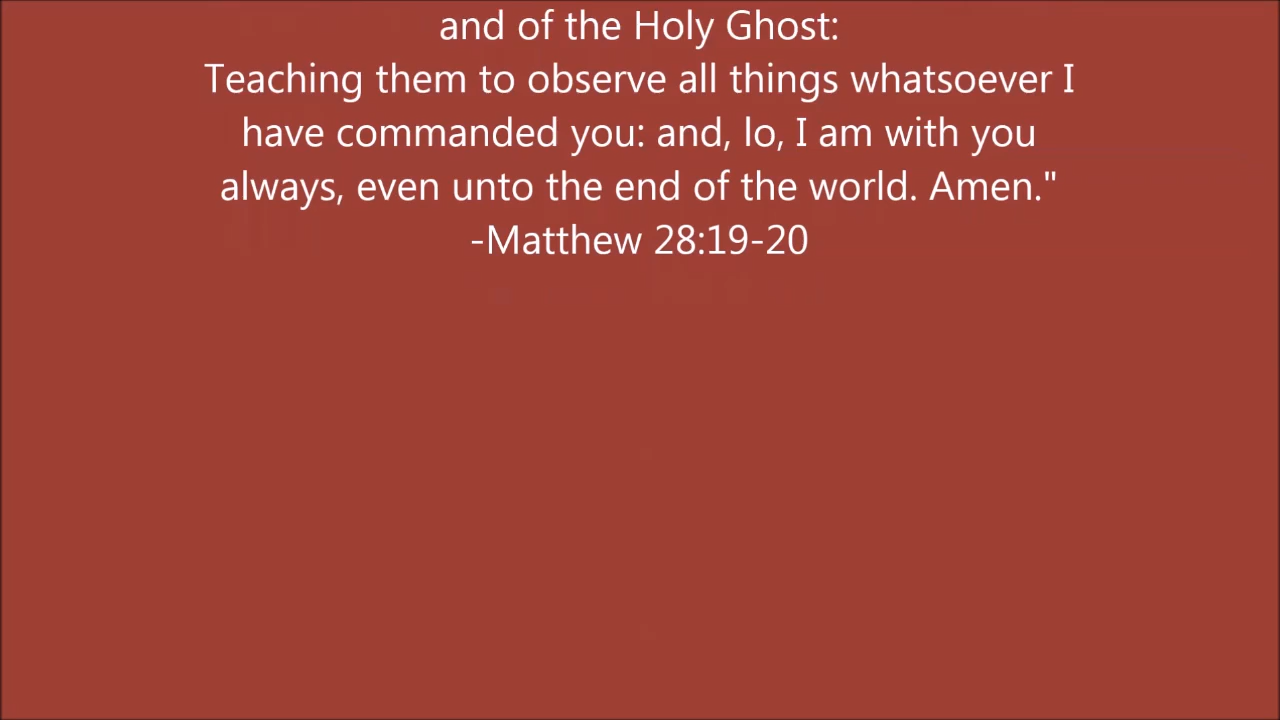 and of the Holy Ghost:
Teaching them to observe all things whatsoever I
have commanded you: and, lo, I am with you
always, even unto the end of the world. Amen."
-Matthew 28:19-20